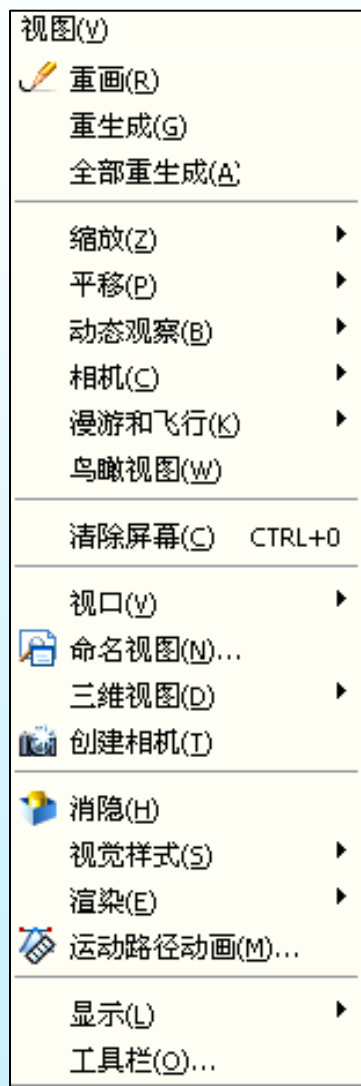 视图(V)
重画(R)
重生成(G)
全部重生成(A)
缩放(Z)
平移(P)
动态观察(B)
相机(C)
漫游和飞行(K)
鸟瞰视图(W)
清除屏幕(C) CTRL+0
视口(V)
命名视图(N)...
三维视图(D)
创建相机(T)
消隐(H)
视觉样式(S)
渲染(E)
运动路径动画(M)...
显示(L)
工具栏(O)...